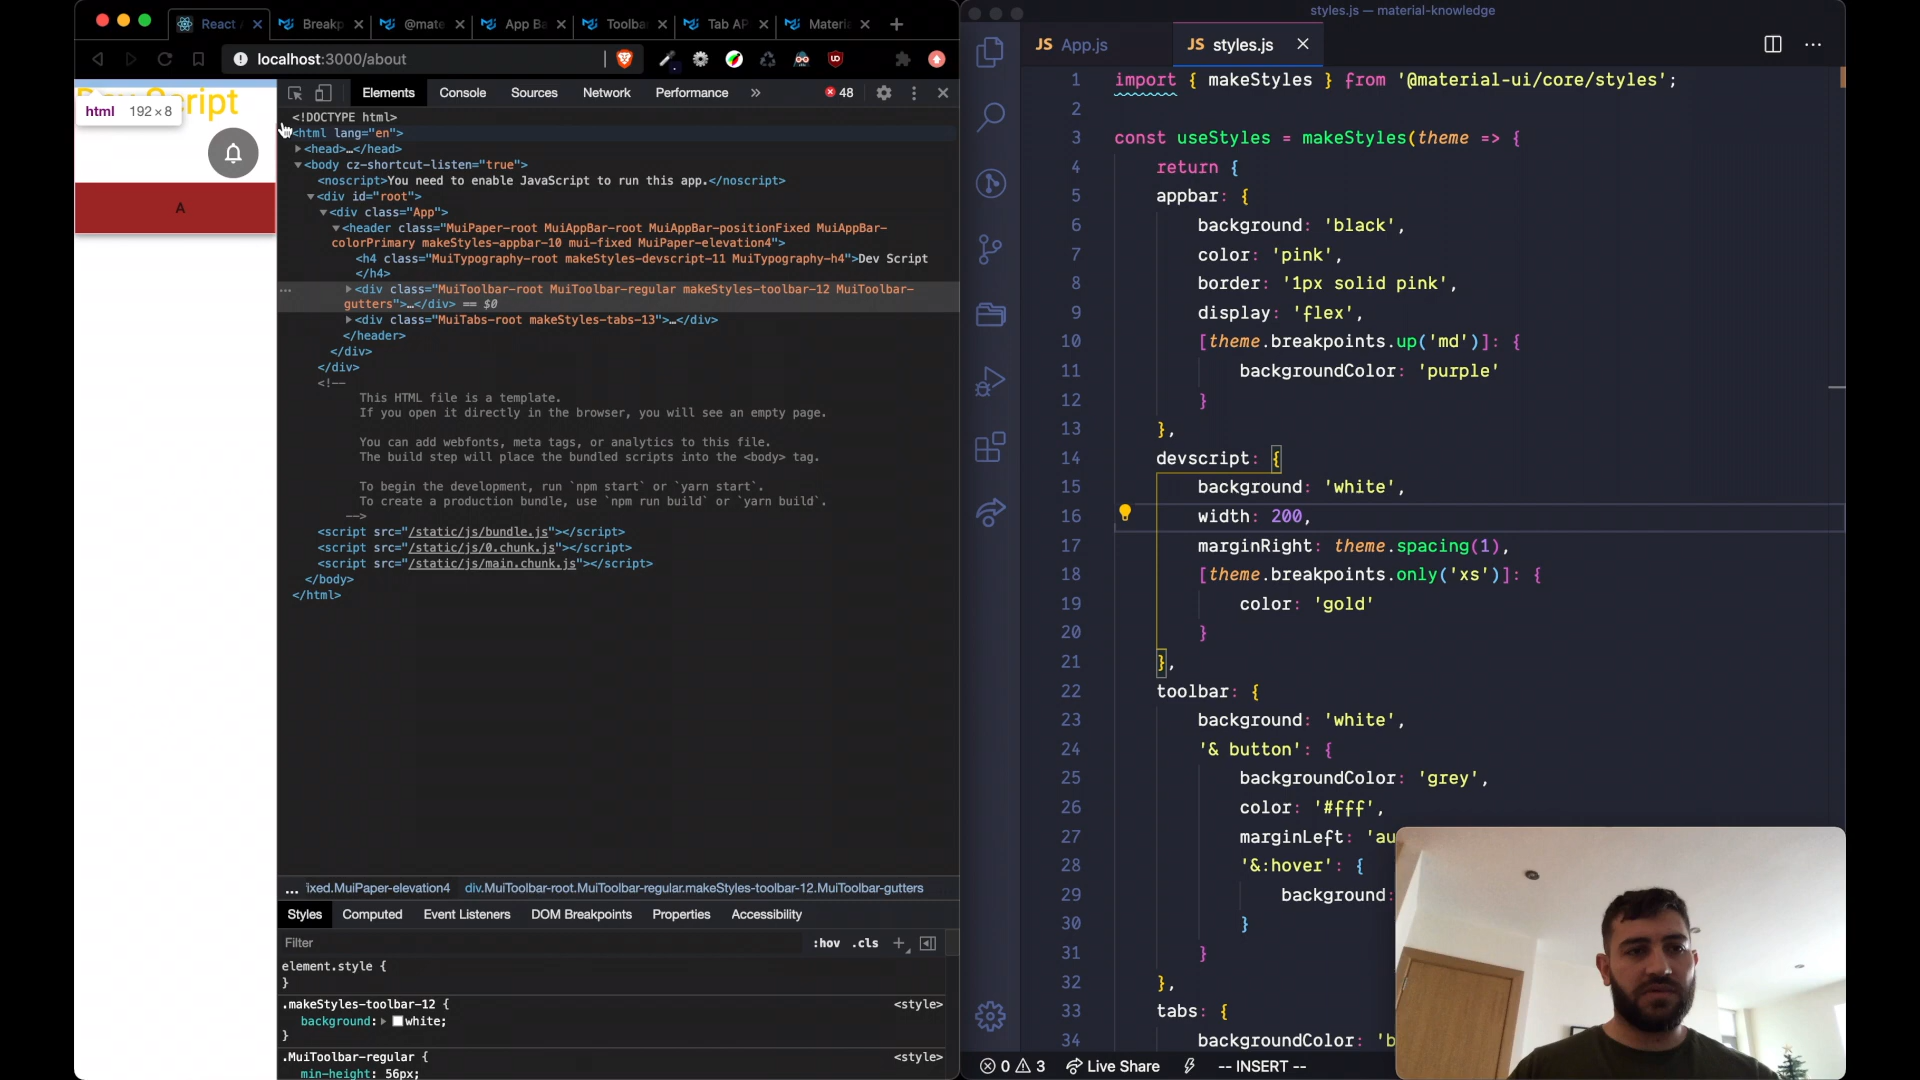 React
Breakp
@mate
App Ba
Toolba
Tab AP
Materi
localhost:3000/about
Script
html 192 × 8
A
Elements Console Sources Network Performance » 48
<!DOCTYPE html>
<html lang="en">
<head>…</head>
<body cz-shortcut-listen="true">
<noscript>You need to enable JavaScript to run this app.</noscript>
<div id="root">
<div class="App">
<header class="MuiPaper-root MuiAppBar-root MuiAppBar-positionFixed MuiAppBar-
colorPrimary makeStyles-appbar-10 mui-fixed MuiPaper-elevation4">
<h4 class="MuiTypography-root makeStyles-devscript-11 MuiTypography-h4">Dev Script
</h4>
<div class="MuiToolbar-root MuiToolbar-regular makeStyles-toolbar-12 MuiToolbar-
gutters">…</div> == $0
<div class="MuiTabs-root makeStyles-tabs-13">…</div>
</header>
</div>
</div>
<!--
This HTML file is a template.
If you open it directly in the browser, you will see an empty page.
You can add webfonts, meta tags, or analytics to this file.
The build step will place the bundled scripts into the <body> tag.
To begin the development, run `npm start` or `yarn start`.
To create a production bundle, use `npm run build` or `yarn build`.
-->
<script src="/static/js/bundle.js"></script>
<script src="/static/js/0.chunk.js"></script>
<script src="/static/js/main.chunk.js"></script>
</body>
</html>
... ixed.MuiPaper-elevation4 div.MuiToolbar-root.MuiToolbar-regular.makeStyles-toolbar-12.MuiToolbar-gutters
Styles Computed Event Listeners DOM Breakpoints Properties Accessibility
Filter :hov .cls +
element.style {
}
.makeStyles-toolbar-12 { <style>
background: white;
}
.MuiToolbar-regular { <style>
min-height: 56px;
styles.js — material-knowledge
JS App.js
JS styles.js
1 import { makeStyles } from '@material-ui/core/styles';
2
3 const useStyles = makeStyles(theme => {
4 return {
5 appbar: {
6 background: 'black',
7 color: 'pink',
8 border: '1px solid pink',
9 display: 'flex',
10 [theme.breakpoints.up('md')]: {
11 backgroundColor: 'purple'
12 }
13 },
14 devscript: {
15 background: 'white',
16 width: 200,
17 marginRight: theme.spacing(1),
18 [theme.breakpoints.only('xs')]: {
19 color: 'gold'
20 }
21 },
22 toolbar: {
23 background: 'white',
24 '& button': {
25 backgroundColor: 'grey',
26 color: '#fff',
27 marginLeft: 'au
28 '&:hover': {
29 background:
30 }
31 }
32 },
33 tabs: {
34 backgroundColor: 'b
0 3 Live Share -- INSERT --